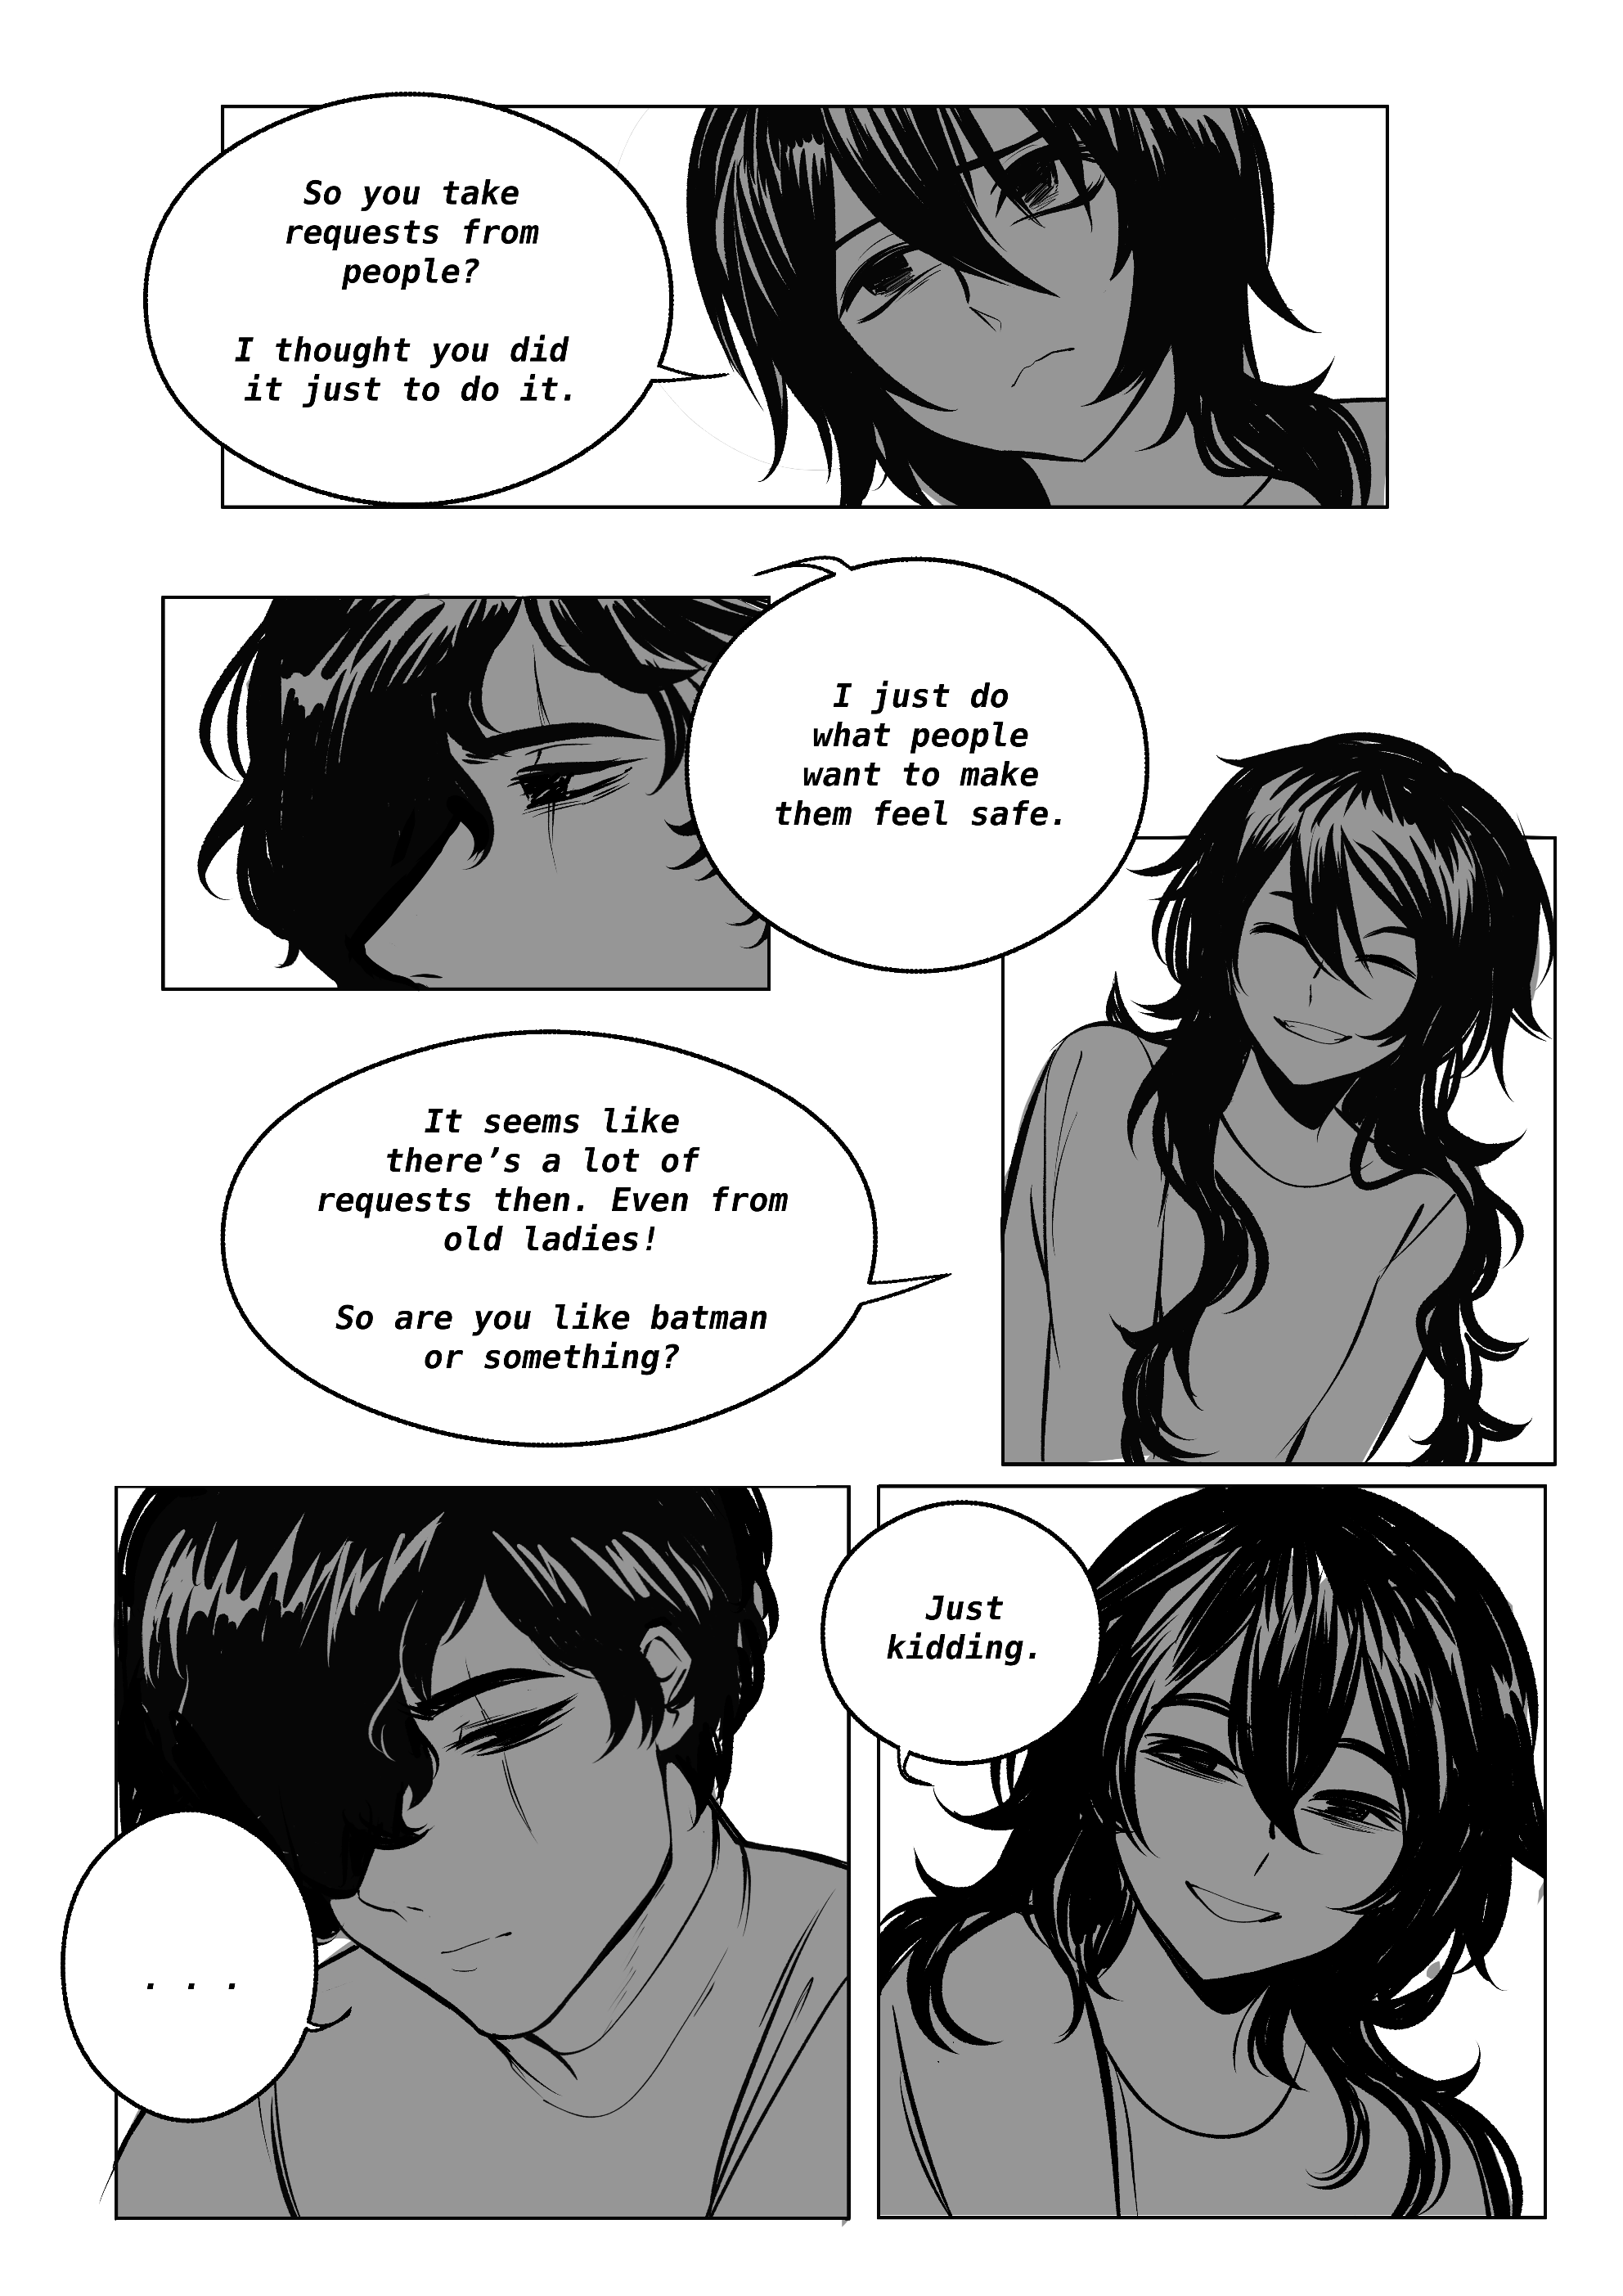 So you take
requests from
people?
I thought you did
it just to do it.
I just do
what people
want to make
them feel safe.
It seems like
there’s a lot of
requests then. Even from
old ladies!
So are you like batman
or something?
. . .
Just
kidding.